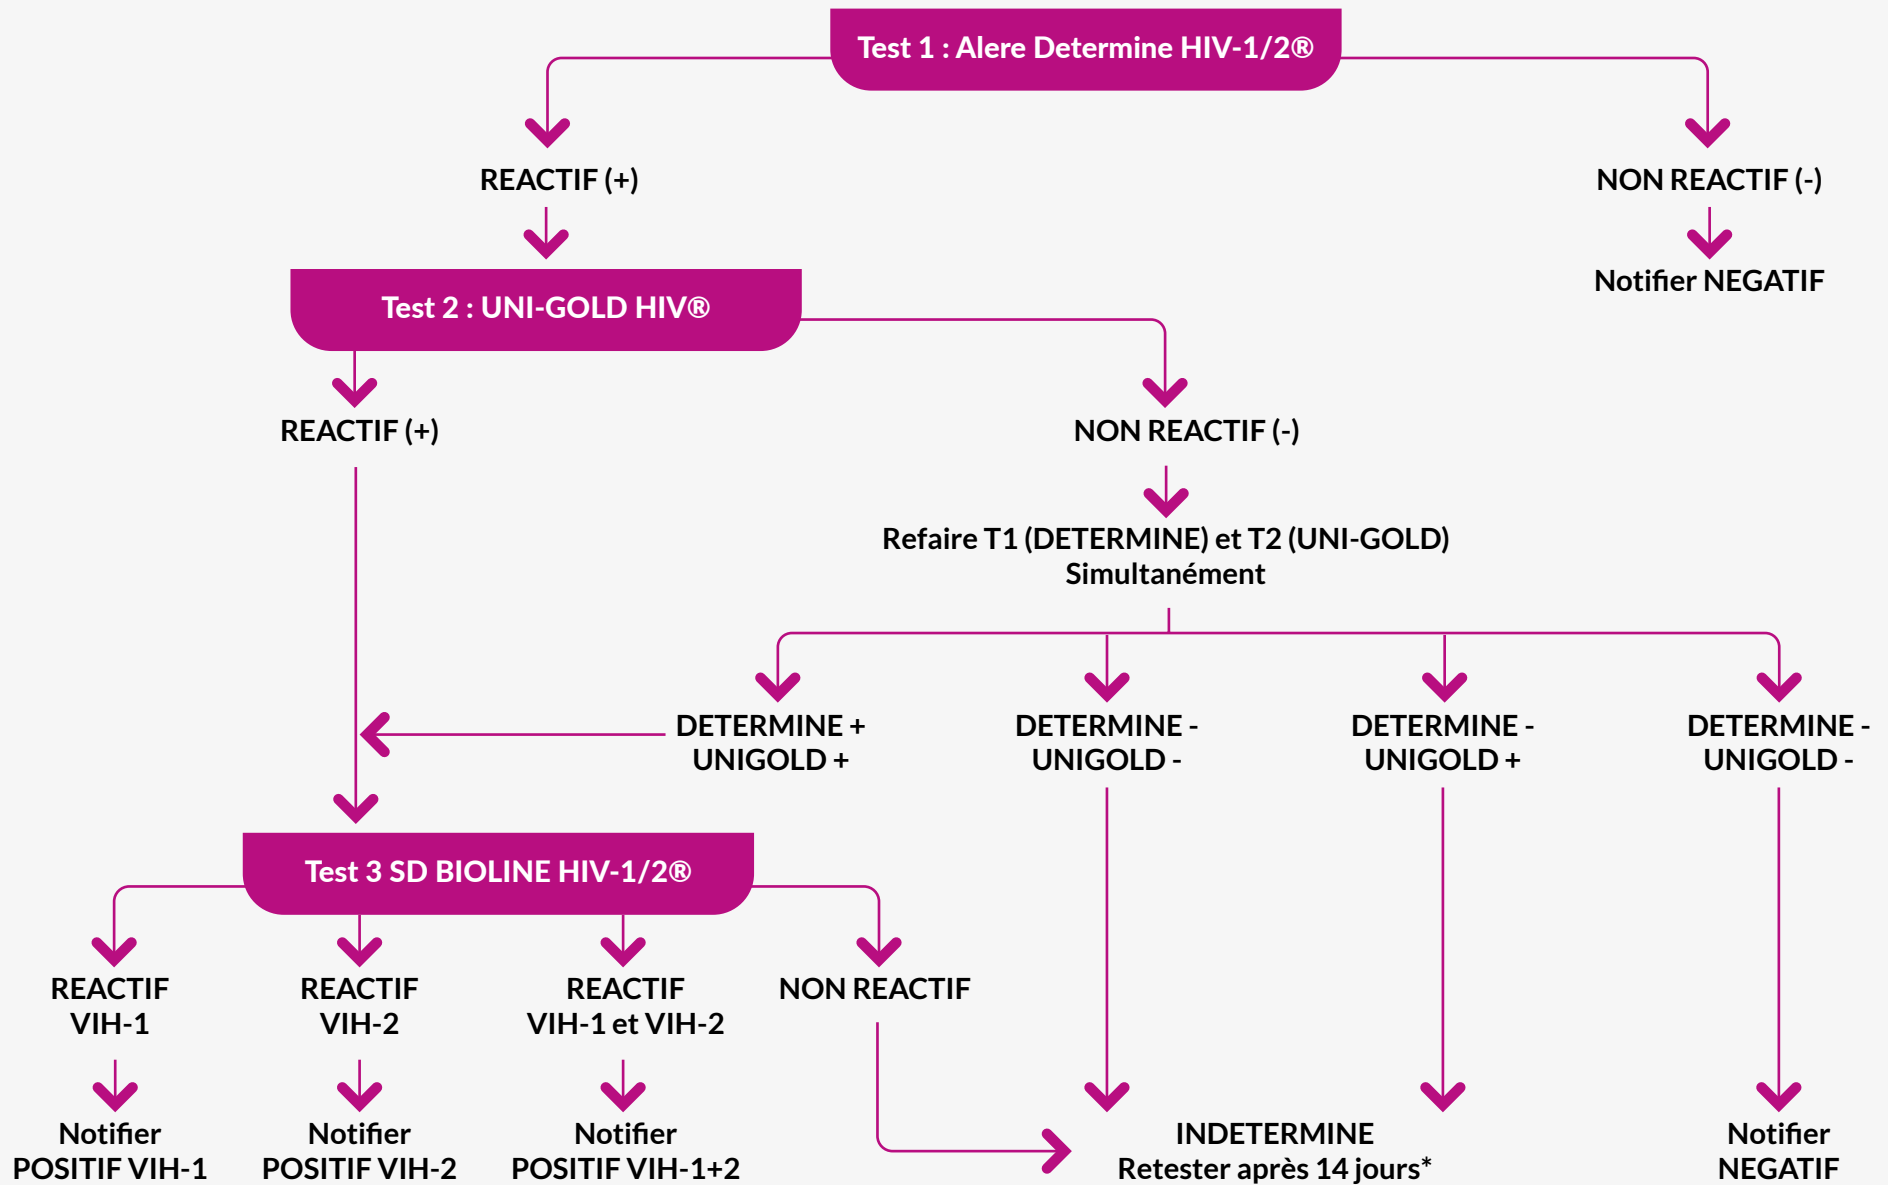 Test 1 : Alere Determine HIV-1/2®
REACTIF (+)
NON REACTIF (-)
Notifier NEGATIF
Test 2 : UNI-GOLD HIV®
REACTIF (+)
NON REACTIF (-)
Refaire T1 (DETERMINE) et T2 (UNI-GOLD)
Simultanément
DETERMINE +
UNIGOLD +
DETERMINE -
UNIGOLD -
DETERMINE -
UNIGOLD +
DETERMINE -
UNIGOLD -
Test 3 SD BIOLINE HIV-1/2®
REACTIF
VIH-1
REACTIF
VIH-2
REACTIF
VIH-1 et VIH-2
NON REACTIF
Notifier
POSITIF VIH-1
Notifier
POSITIF VIH-2
Notifier
POSITIF VIH-1+2
INDETERMINE
Retester après 14 jours*
Notifier
NEGATIF